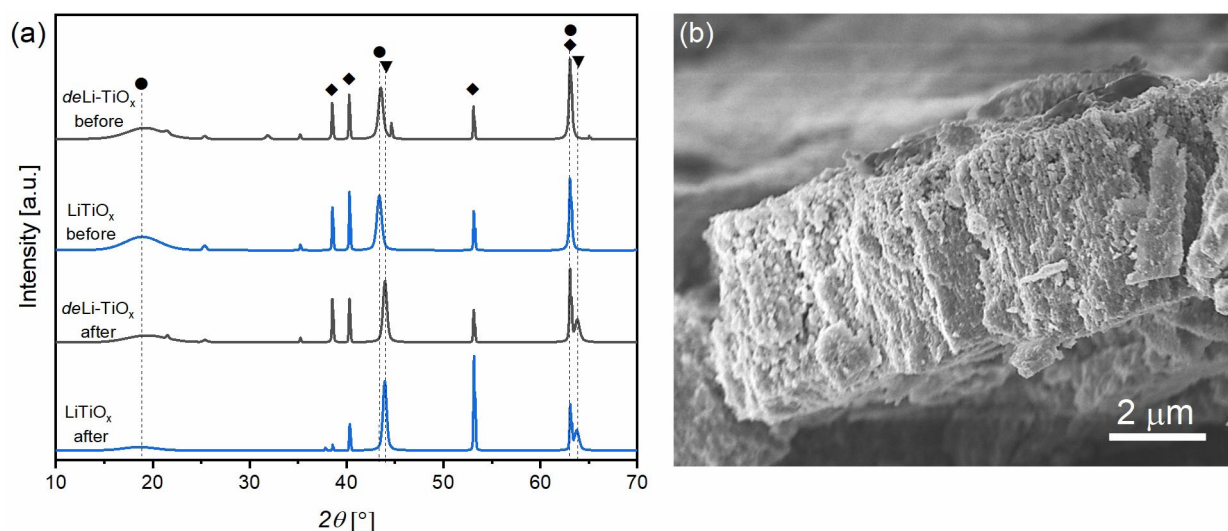 (a)
Intensity [a.u.]
deLi-TiOₓ
before
LiTiOₓ
before
deLi-TiOₓ
after
LiTiOₓ
after
10 20 30 40 50 60 70
2θ [°]
(b)
2 μm